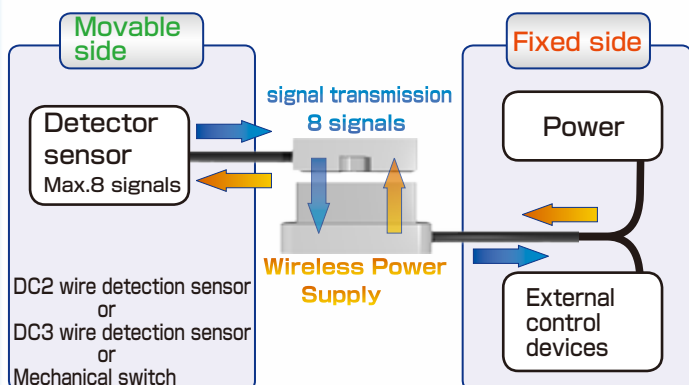 Movable
side
Detector
sensor
Max.8 signals
DC2 wire detection sensor
or
DC3 wire detection sensor
or
Mechanical switch
signal transmission
8 signals
Wireless Power
Supply
Fixed side
Power
External
control
devices